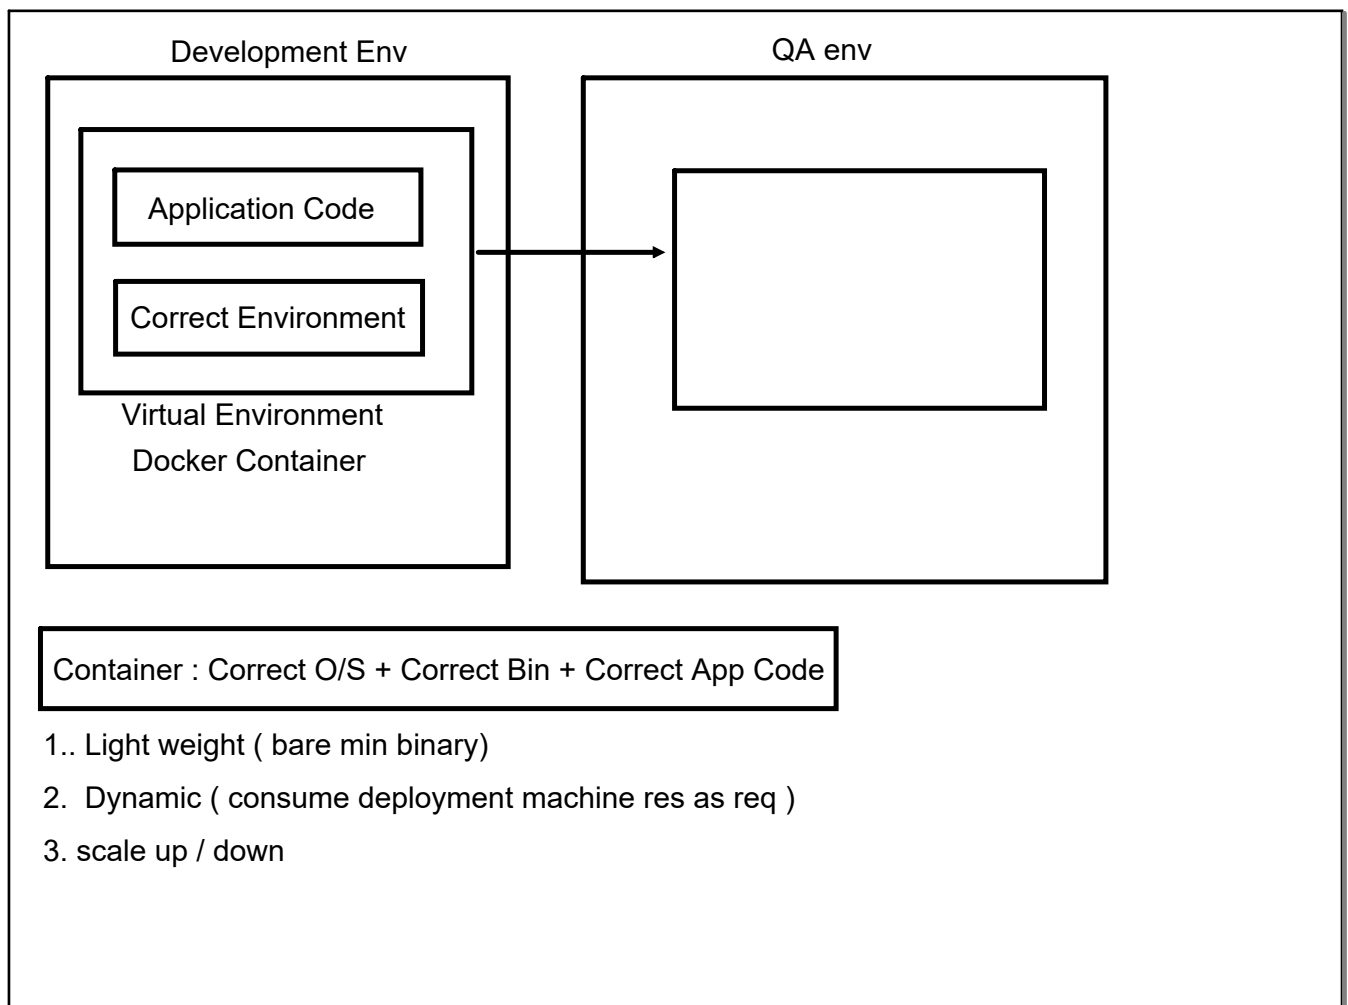 Development Env
QA env
Application Code
Correct Environment
Virtual Environment
Docker Container
Container : Correct O/S + Correct Bin + Correct App Code
1.. Light weight ( bare min binary)
2. Dynamic ( consume deployment machine res as req )
3. scale up / down